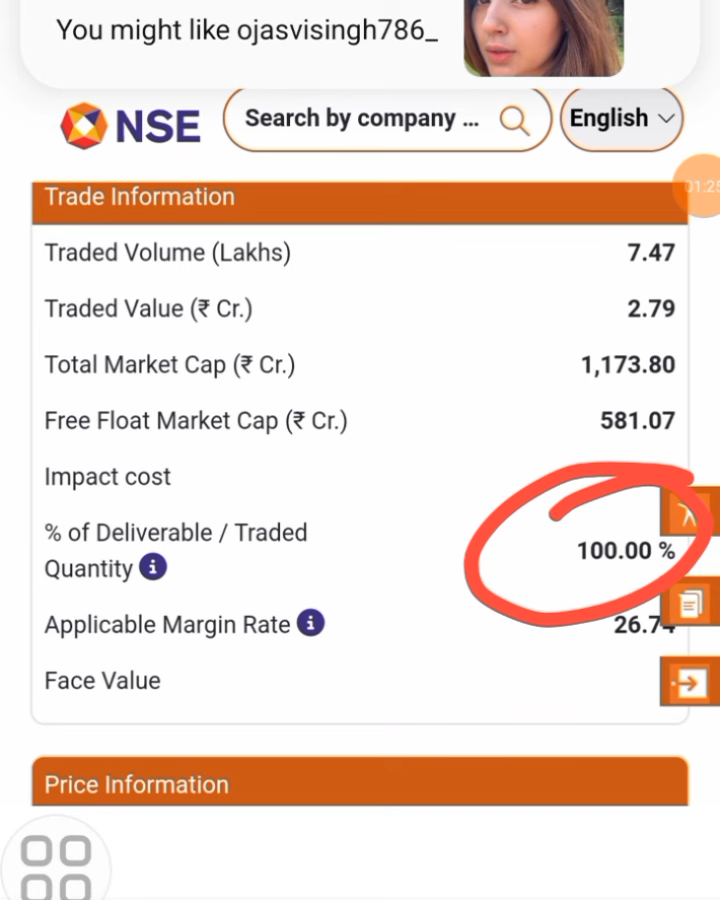 You might like ojasvisingh786_
NSE
Search by company ...
English
Trade Information
Traded Volume (Lakhs) 7.47
Traded Value (₹ Cr.) 2.79
Total Market Cap (₹ Cr.) 1,173.80
Free Float Market Cap (₹ Cr.) 581.07
Impact cost
% of Deliverable / Traded
Quantity
100.00 %
Applicable Margin Rate 26.74
Face Value
Price Information